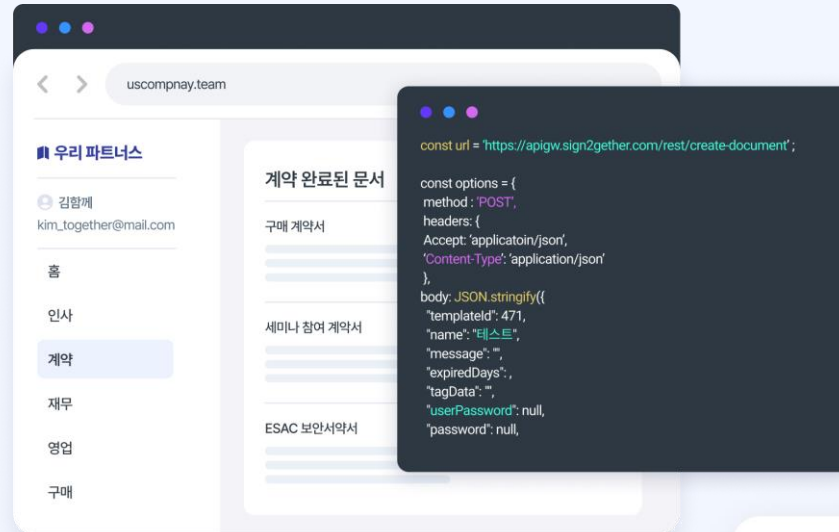 uscompnay.team
우리 파트너스
김함께
kim_together@mail.com
홈
인사
계약
재무
영업
구매
계약 완료된 문서
구매 계약서
세미나 참여 계약서
ESAC 보안서약서
const url = 'https://apigw.sign2gether.com/rest/create-document' ;
const options = {
method : 'POST',
headers: {
Accept: 'applicatoin/json',
'Content-Type': 'application/json'
},
body: JSON.stringify({
"templateId": 471,
"name": "테스트",
"message": "",
"expiredDays": ,
"tagData": "",
"userPassword": null,
"password": null,